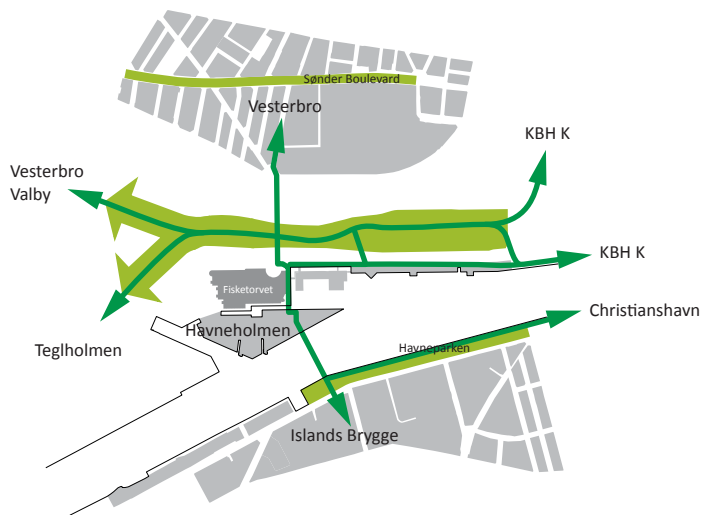 Sønder Boulevard
Vesterbro
KBH K
Vesterbro
Valby
KBH K
Fisketorvet
Christianshavn
Havneholmen
Teglholmen
Havneparken
Islands Brygge